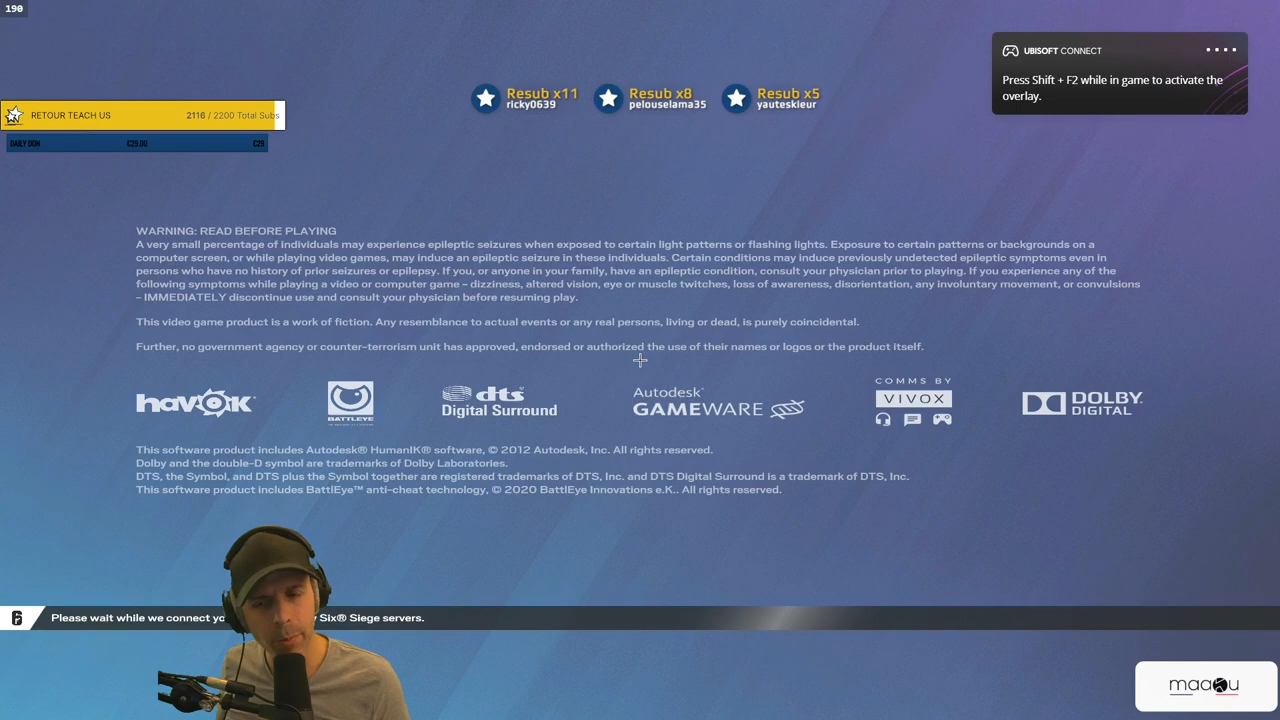 190
UBISOFT CONNECT
Press Shift + F2 while in game to activate the
overlay.
Resub x11
ricky0639
Resub x8
pelouselama35
Resub x5
yauteskieur
RETOUR TEACH US 2116 / 2200 Total Subs
DAILY DON €29.00 €29
WARNING: READ BEFORE PLAYING
A very small percentage of individuals may experience epileptic seizures when exposed to certain light patterns or flashing lights. Exposure to certain patterns or backgrounds on a
computer screen, or while playing video games, may induce an epileptic seizure in these individuals. Certain conditions may induce previously undetected epileptic symptoms even in
persons who have no history of prior seizures or epilepsy. If you, or anyone in your family, have an epileptic condition, consult your physician prior to playing. If you experience any of the
following symptoms while playing a video or computer game - dizziness, altered vision, eye or muscle twitches, loss of awareness, disorientation, any involuntary movement, or convulsions
- IMMEDIATELY discontinue use and consult your physician before resuming play.
This video game product is a work of fiction. Any resemblance to actual events or any real persons, living or dead, is purely coincidental.
Further, no government agency or counter-terrorism unit has approved, endorsed or authorized the use of their names or logos or the product itself.
havok
BATTLEYE
dts
Digital Surround
Autodesk®
GAMEWARE
COMMS BY
VIVOX
DOLBY
DIGITAL
This software product includes Autodesk® HumanIK® software, © 2012 Autodesk, Inc. All rights reserved.
Dolby and the double-D symbol are trademarks of Dolby Laboratories.
DTS, the Symbol, and DTS plus the Symbol together are registered trademarks of DTS, Inc. and DTS Digital Surround is a trademark of DTS, Inc.
This software product includes BattlEye™ anti-cheat technology, © 2020 BattlEye Innovations e.K.. All rights reserved.
6 Please wait while we connect yo Six® Siege servers.
maaku